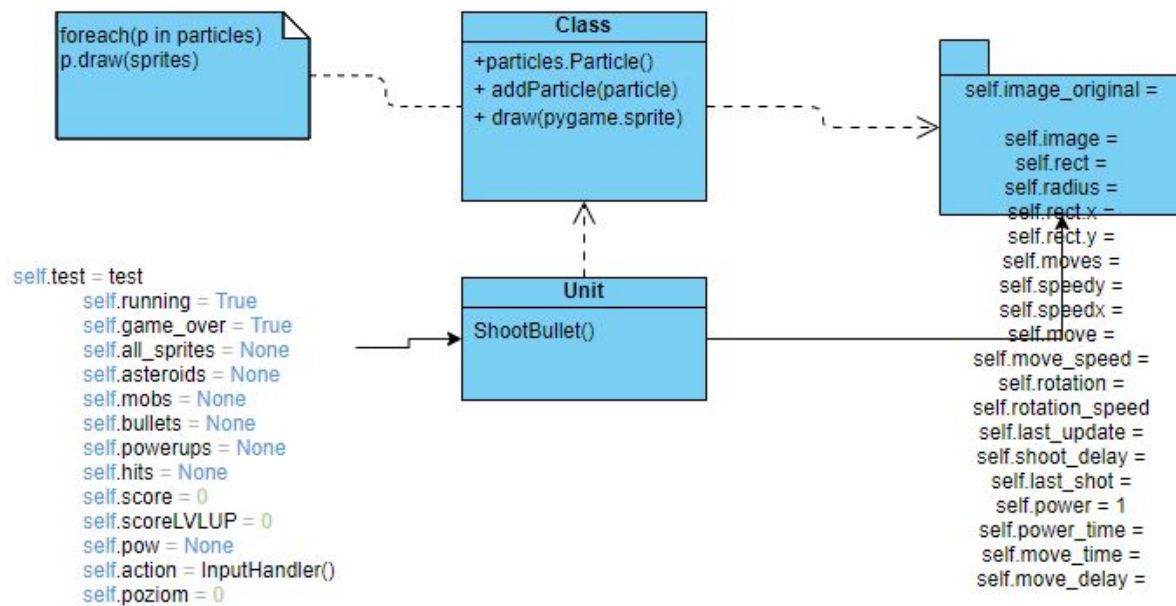 foreach(p in particles)
p.draw(sprites)
Class
+particles.Particle()
+ addParticle(particle)
+ draw(pygame.sprite)
self.image_original =
self.image =
self.rect =
self.radius =
self.rect.x =
self.rect.y =
self.moves =
self.speedy =
self.speedx =
self.move =
self.move_speed =
self.rotation =
self.rotation_speed
self.last_update =
self.shoot_delay =
self.last_shot =
self.power = 1
self.power_time =
self.move_time =
self.move_delay =
Unit
ShootBullet()
self.test = test
self.running = True
self.game_over = True
self.all_sprites = None
self.asteroids = None
self.mobs = None
self.bullets = None
self.powerups = None
self.hits = None
self.score = 0
self.scoreLVLUP = 0
self.pow = None
self.action = InputHandler()
self.poziom = 0